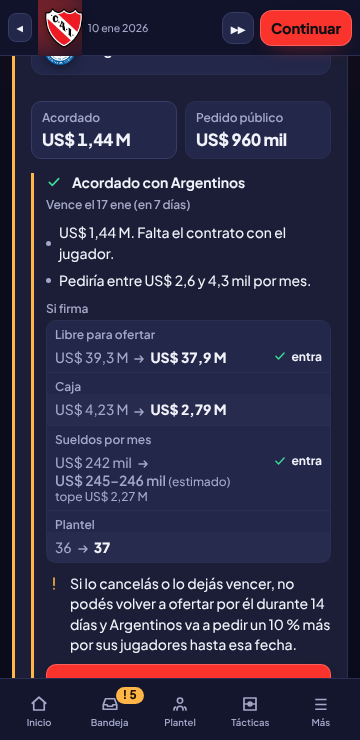 ◄
C.A.I.
10 ene 2026
►►
Continuar
Acordado
US$ 1,44 M
Pedido público
US$ 960 mil
Acordado con Argentinos
Vence el 17 ene (en 7 días)
US$ 1,44 M. Falta el contrato con el
jugador.
Pediría entre US$ 2,6 y 4,3 mil por mes.
Si firma
Libre para ofertar
US$ 39,3 M → US$ 37,9 M
entra
Caja
US$ 4,23 M → US$ 2,79 M
Sueldos por mes
US$ 242 mil →
US$ 245–246 mil (estimado)
tope US$ 2,27 M
entra
Plantel
36 → 37
! Si lo cancelás o lo dejás vencer, no
podés volver a ofertar por él durante 14
días y Argentinos va a pedir un 10 % más
por sus jugadores hasta esa fecha.
! 5
Inicio
Bandeja
Plantel
Tácticas
Más